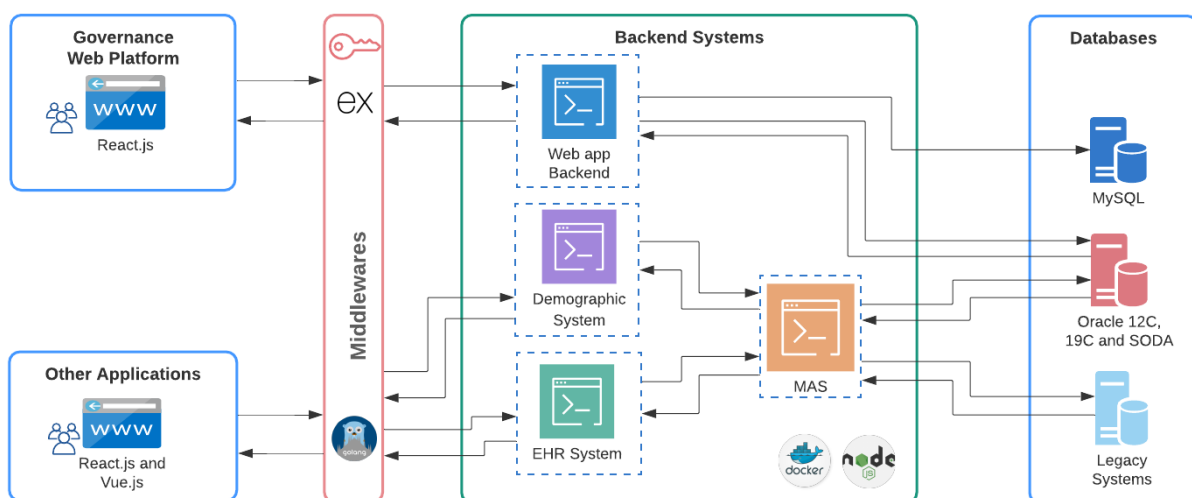 Governance
Web Platform
www
React.js
Other Applications
www
React.js and
Vue.js
ex
Middlewares
golang
Backend Systems
Web app
Backend
Demographic
System
EHR System
MAS
docker
node
JS
Databases
MySQL
Oracle 12C,
19C and SODA
Legacy
Systems